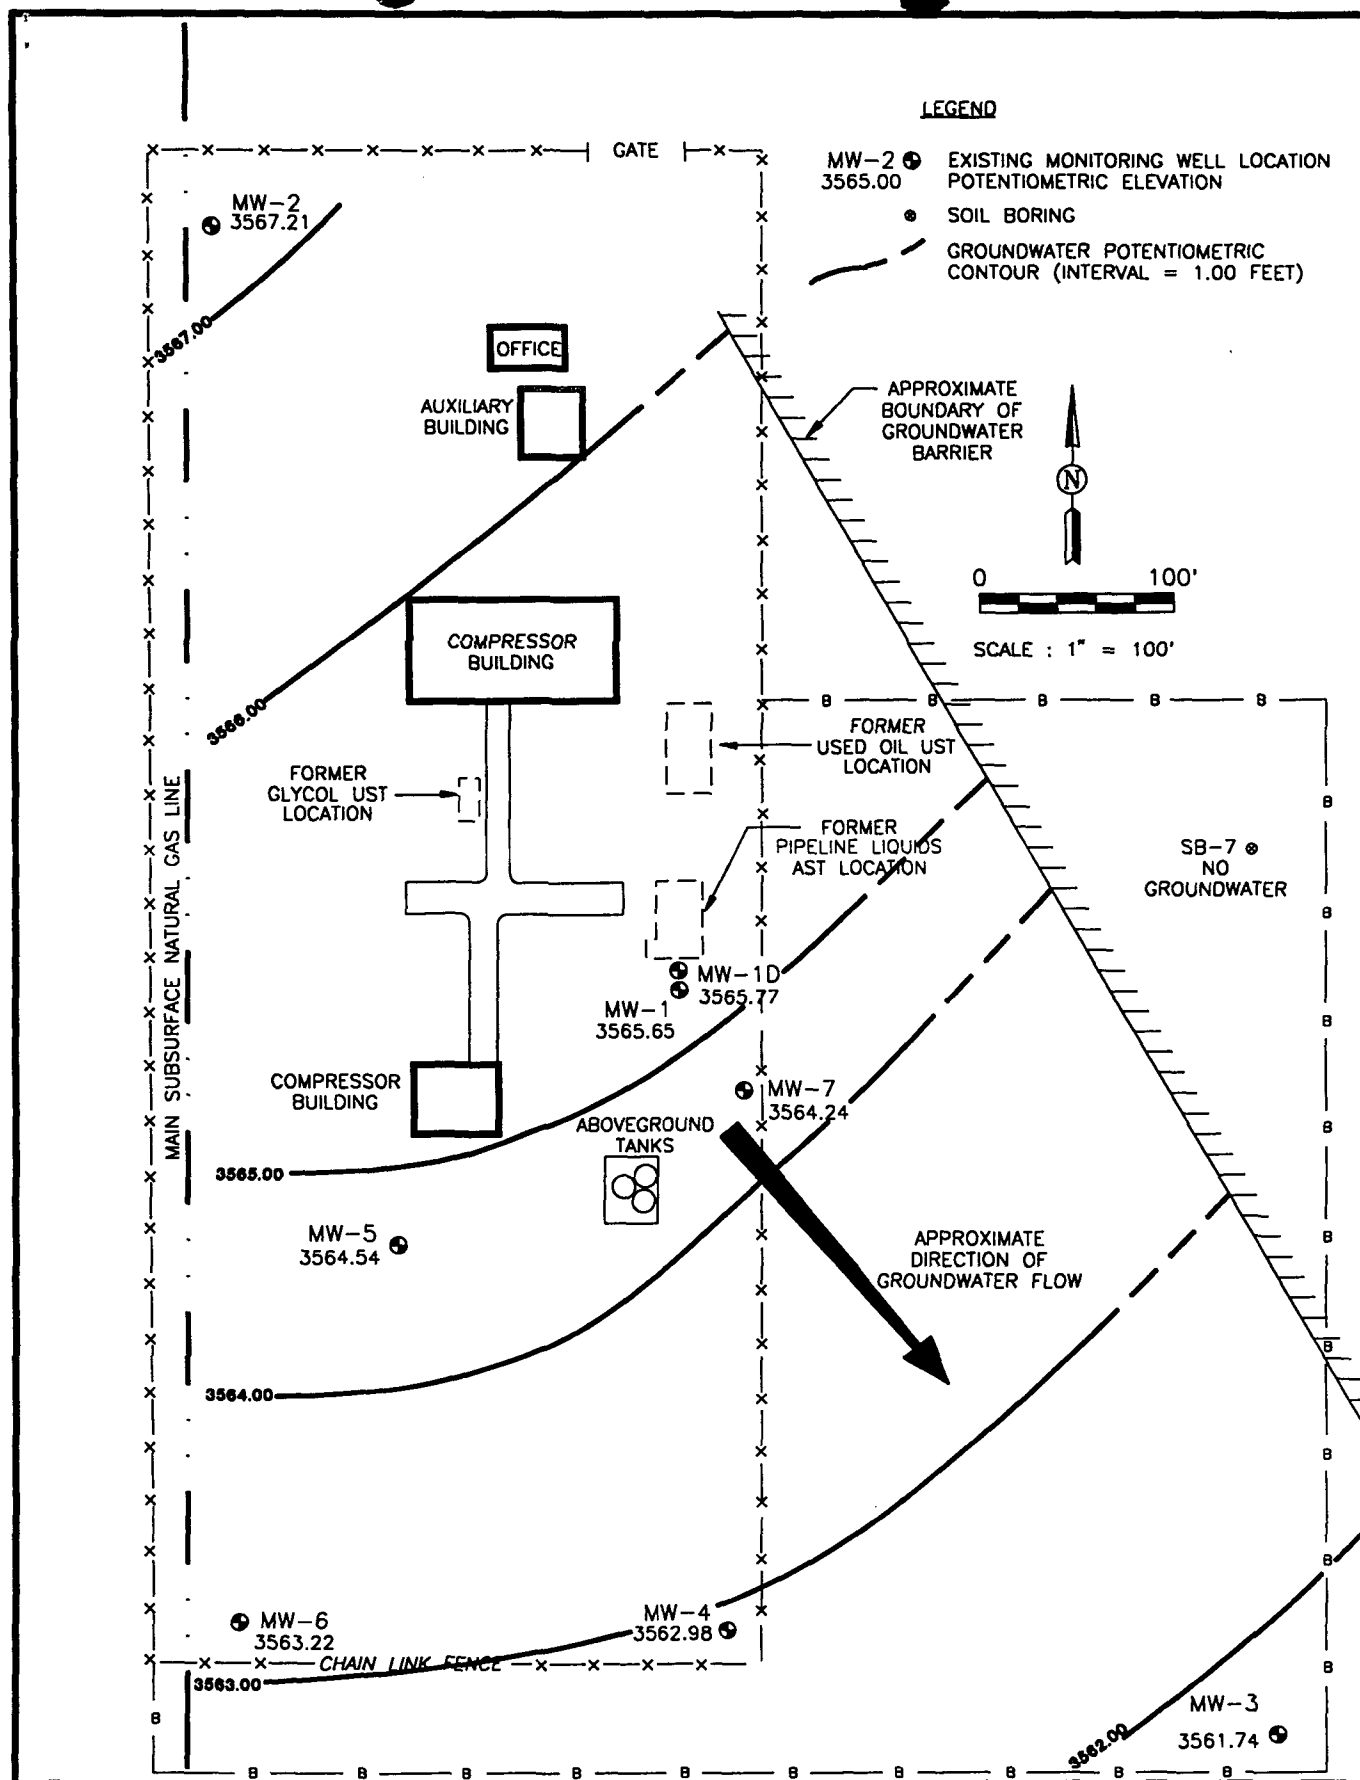 LEGEND
MW-2
3565.00
EXISTING MONITORING WELL LOCATION
POTENTIOMETRIC ELEVATION
SOIL BORING
GROUNDWATER POTENTIOMETRIC
CONTOUR (INTERVAL = 1.00 FEET)
GATE
MW-2
3567.21
3567.00
OFFICE
AUXILIARY
BUILDING
APPROXIMATE
BOUNDARY OF
GROUNDWATER
BARRIER
N
0 100'
SCALE : 1" = 100'
COMPRESSOR
BUILDING
3566.00
FORMER
USED OIL UST
LOCATION
FORMER
GLYCOL UST
LOCATION
FORMER
PIPELINE LIQUIDS
AST LOCATION
SB-7
NO
GROUNDWATER
MAIN SUBSURFACE NATURAL GAS LINE
MW-1D
3565.77
MW-1
3565.65
COMPRESSOR
BUILDING
MW-7
3564.24
ABOVEGROUND
TANKS
3565.00
MW-5
3564.54
APPROXIMATE
DIRECTION OF
GROUNDWATER FLOW
3564.00
MW-6
3563.22
MW-4
3562.98
CHAIN LINK FENCE
3563.00
MW-3
3561.74
3562.00